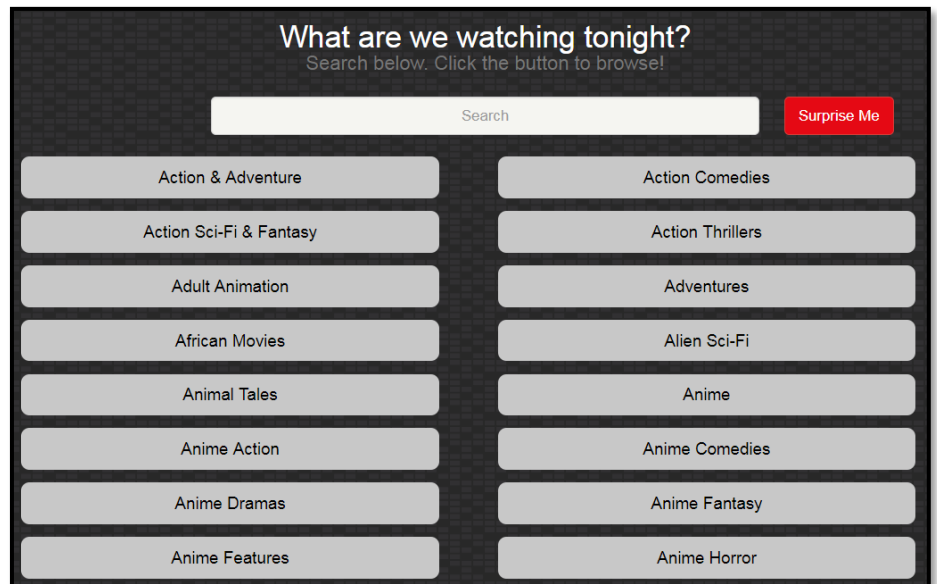 What are we watching tonight?
Search below. Click the button to browse!
Search
Surprise Me
Action & Adventure
Action Comedies
Action Sci-Fi & Fantasy
Action Thrillers
Adult Animation
Adventures
African Movies
Alien Sci-Fi
Animal Tales
Anime
Anime Action
Anime Comedies
Anime Dramas
Anime Fantasy
Anime Features
Anime Horror